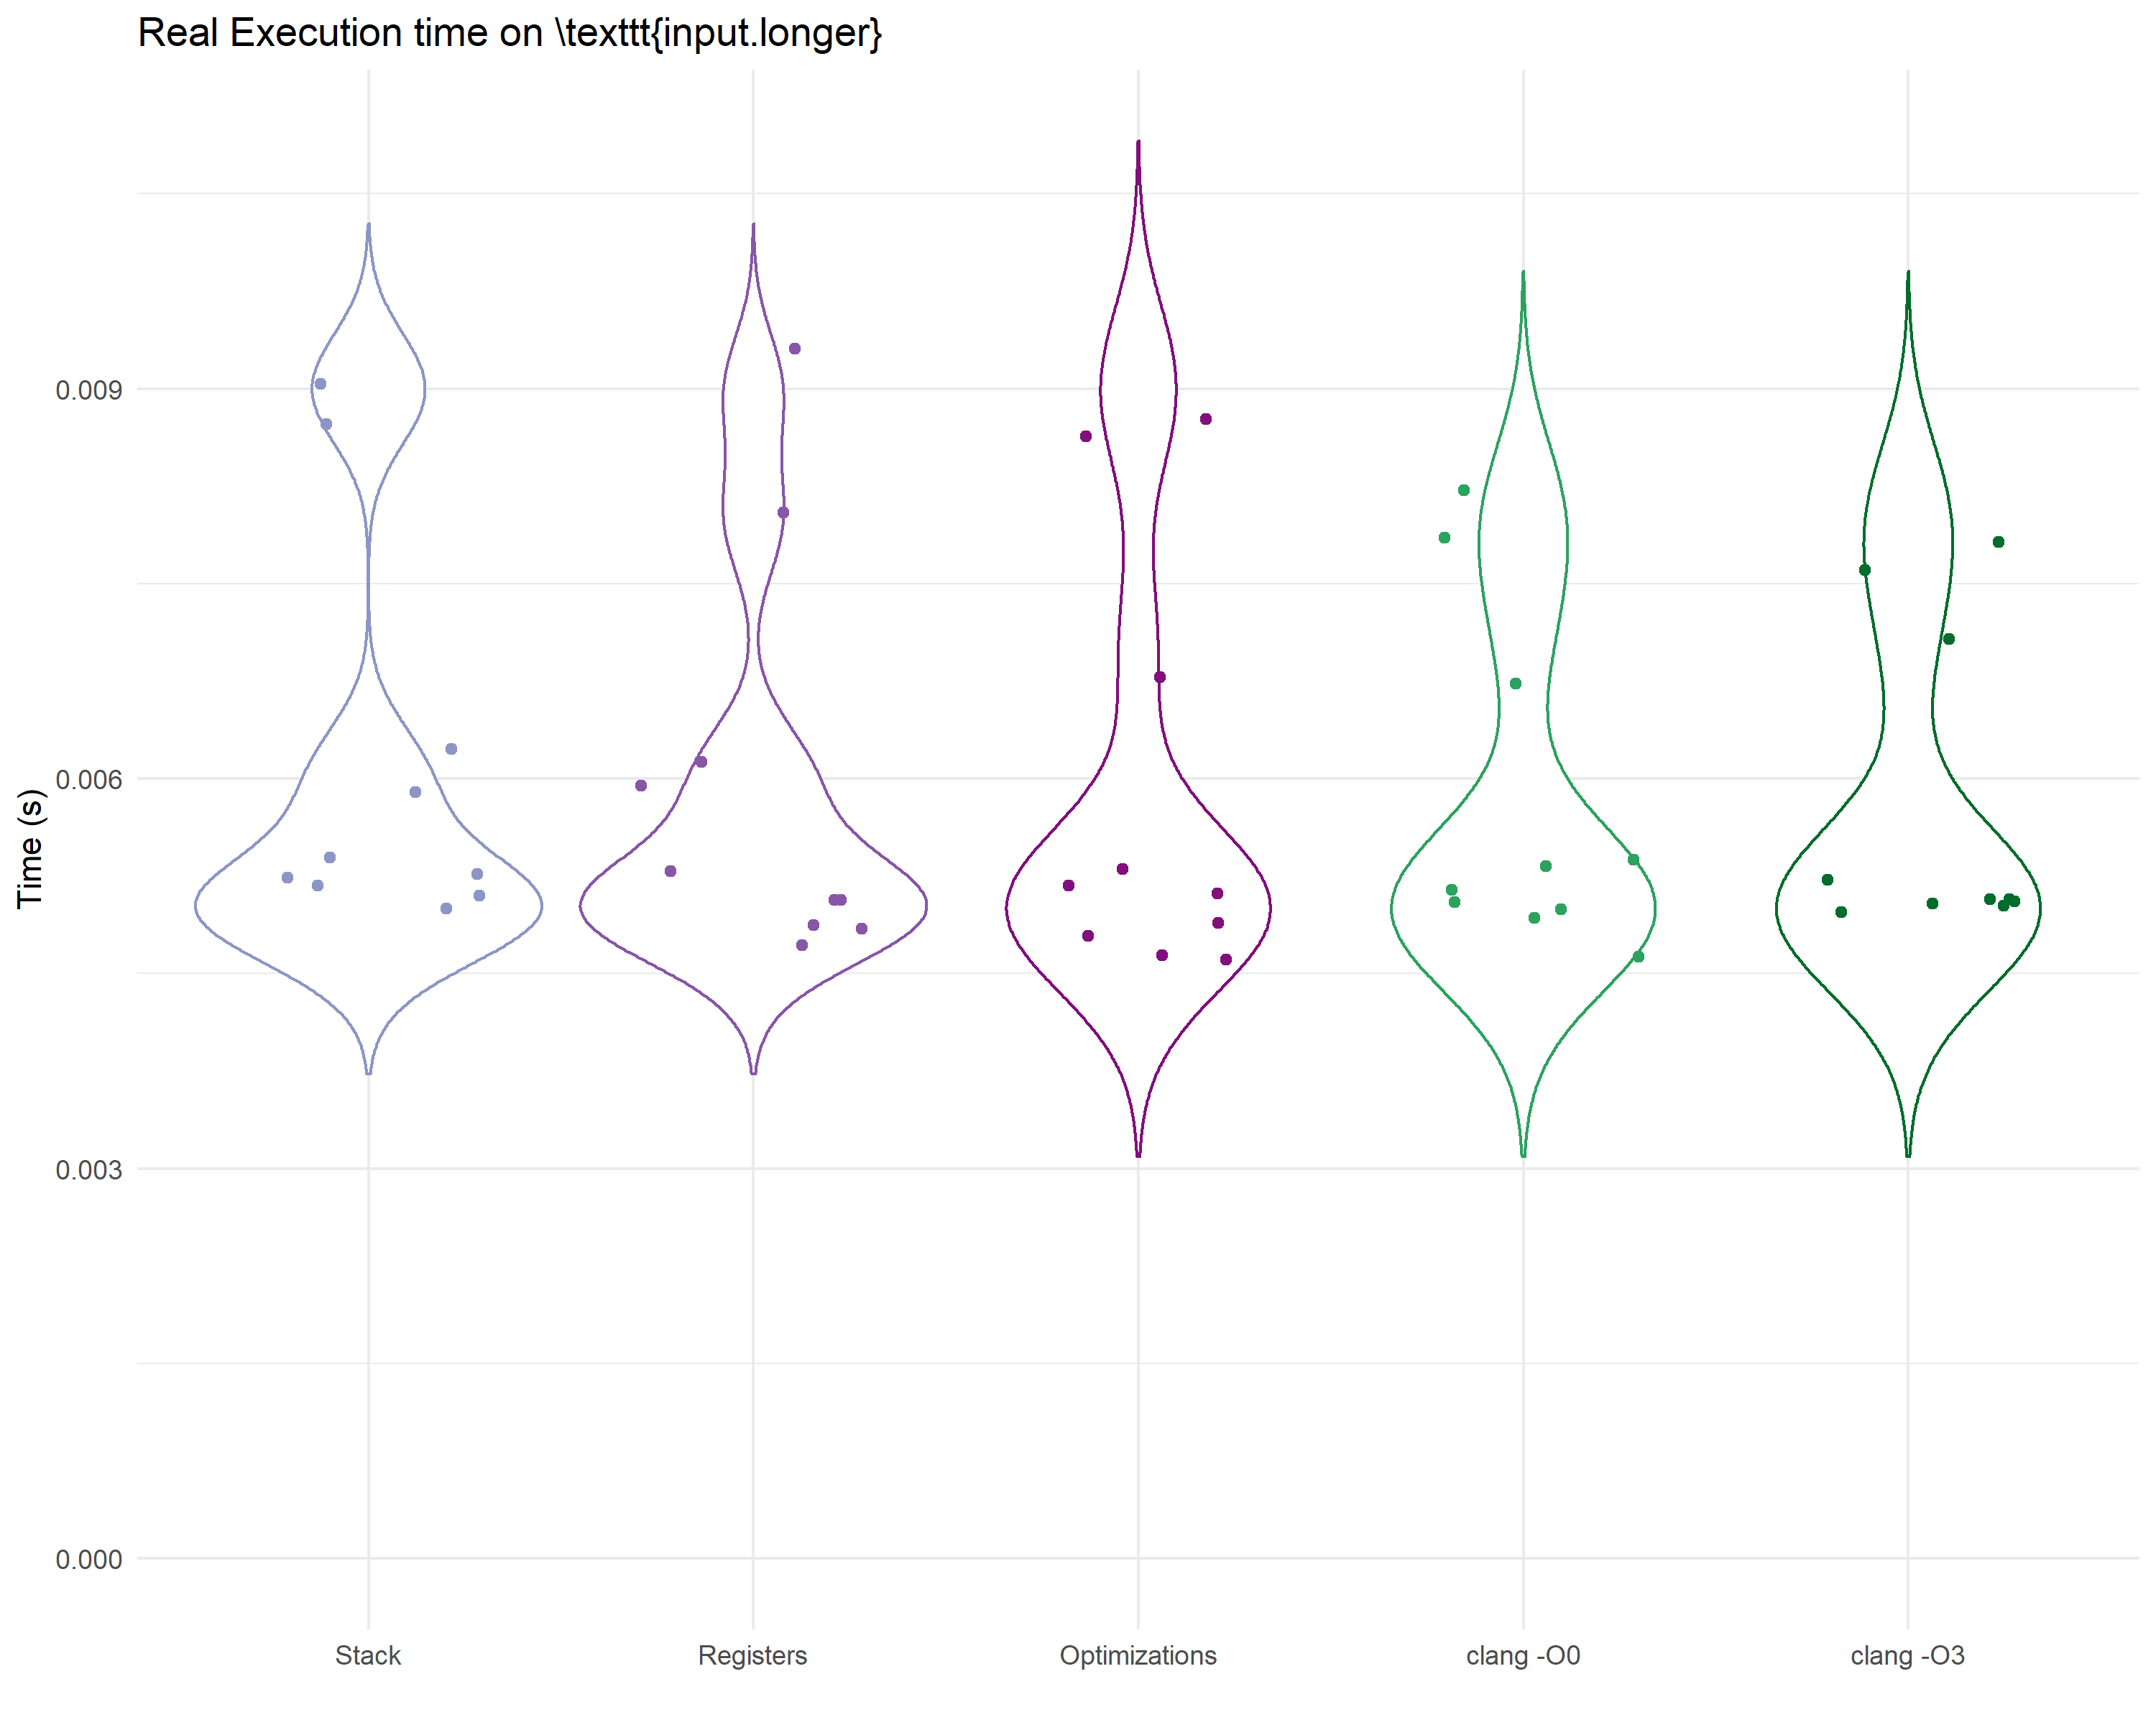 Real Execution time on \texttt{input.longer}
Time (s)
0.009
0.006
0.003
0.000
Stack Registers Optimizations clang -O0 clang -O3